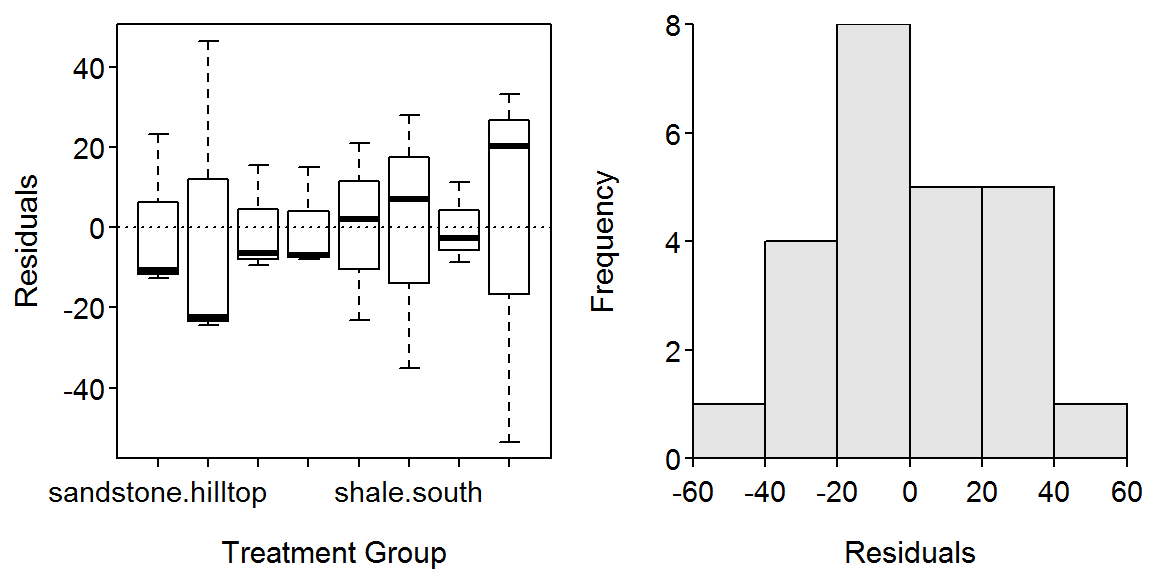 Residuals
40
20
0
-20
-40
sandstone.hilltop shale.south
Treatment Group
Frequency
8
6
4
2
0
-60 -40 -20 0 20 40 60
Residuals